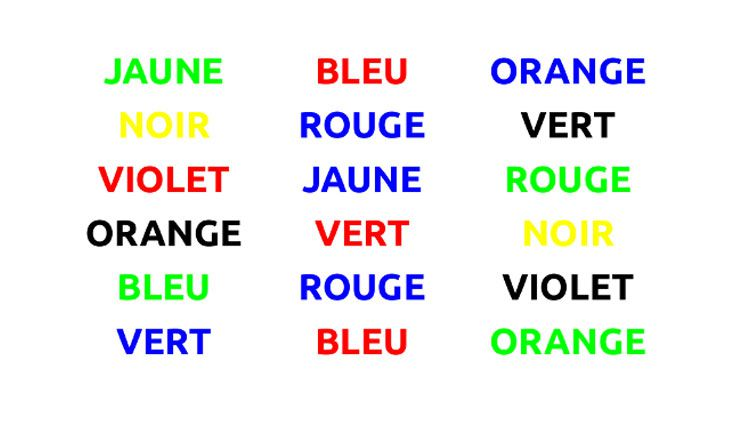 JAUNE BLEU ORANGE
NOIR ROUGE VERT
VIOLET JAUNE ROUGE
ORANGE VERT NOIR
BLEU ROUGE VIOLET
VERT BLEU ORANGE